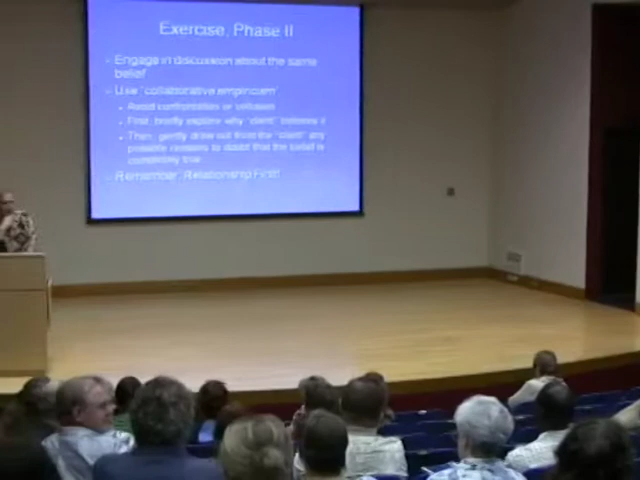 Exercise, Phase II
Engage in discussion about the same
belief
Use "collaborative empiricism"
Avoid confrontation or collusion
First, briefly explore why "client" believes it
Then, gently draw out from the "client" any
possible reasons to doubt that the belief is
completely true
Remember: Relationship First!